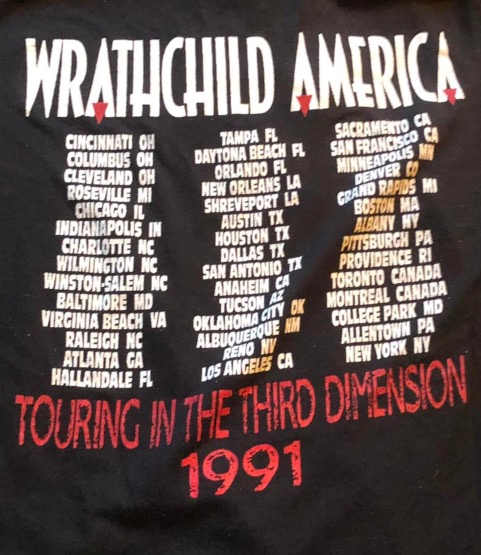 WRATHCHILD AMERICA
CINCINNATI OH
COLUMBUS OH
CLEVELAND OH
ROSEVILLE MI
CHICAGO IL
INDIANAPOLIS IN
CHARLOTTE NC
WILMINGTON NC
WINSTON-SALEM NC
BALTIMORE MD
VIRGINIA BEACH VA
RALEIGH NC
ATLANTA GA
HALLANDALE FL
TAMPA FL
DAYTONA BEACH FL
ORLANDO FL
NEW ORLEANS LA
SHREVEPORT LA
AUSTIN TX
HOUSTON TX
DALLAS TX
SAN ANTONIO TX
ANAHEIM CA
TUCSON AZ
OKLAHOMA CITY OK
ALBUQUERQUE NM
RENO NV
LOS ANGELES CA
SACRAMENTO CA
SAN FRANCISCO CA
MINNEAPOLIS MN
DENVER CO
GRAND RAPIDS MI
BOSTON MA
ALBANY NY
PITTSBURGH PA
PROVIDENCE RI
TORONTO CANADA
MONTREAL CANADA
COLLEGE PARK MD
ALLENTOWN PA
NEW YORK NY
TOURING IN THE THIRD DIMENSION
1991